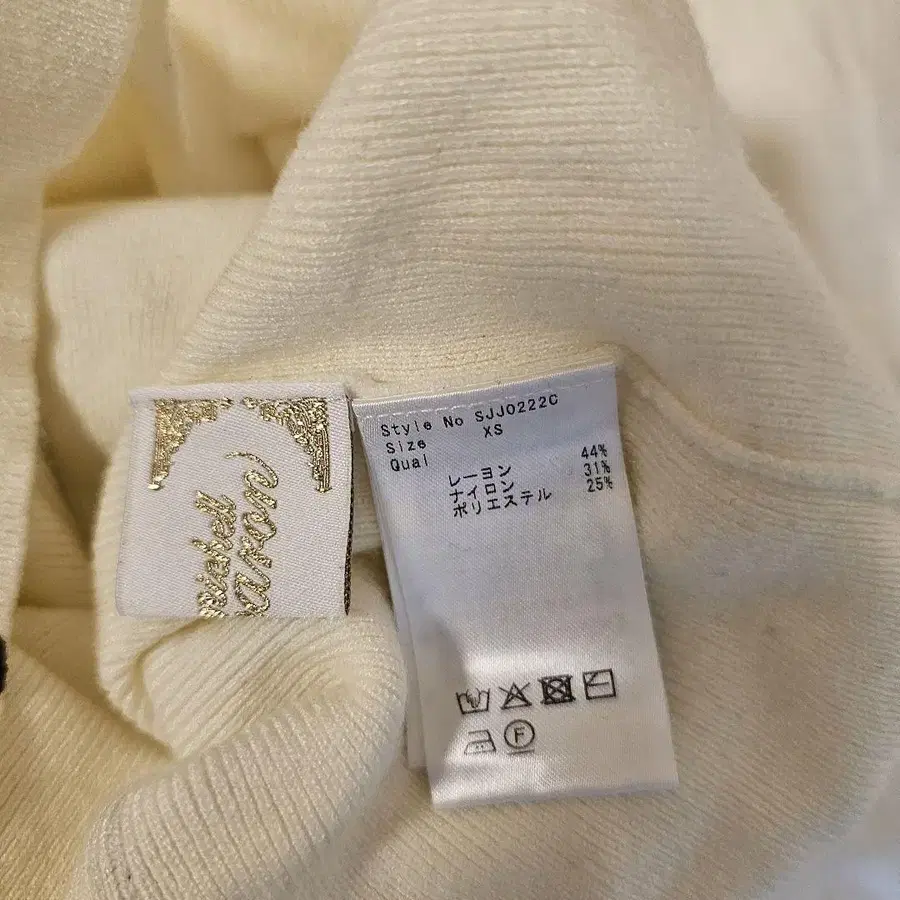 Style No SJJ0222C
Size XS
Qual
レーヨン 44%
ナイロン 31%
ポリエステル 25%
F